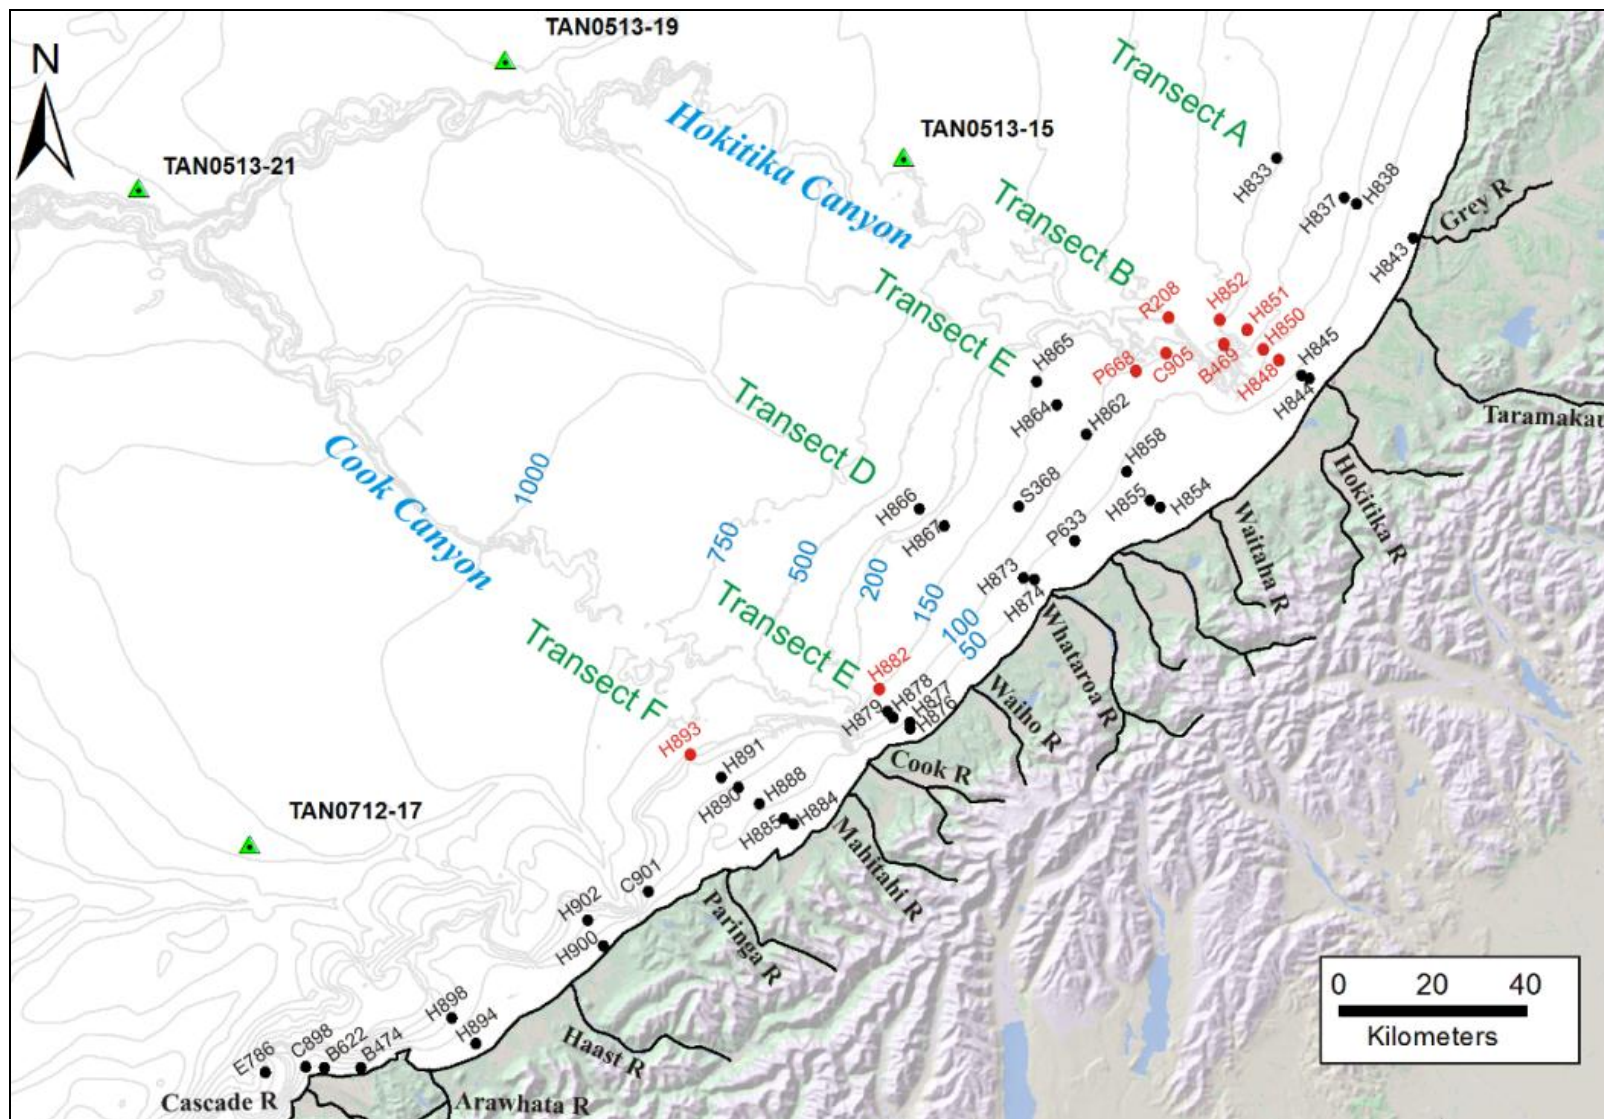 TAN0513-19
N
Transect A
TAN0513-15
Hokitika Canyon
TAN0513-21
H833
H837
H838
Grey R
H843
Transect B
R208
H852
H851
H850
Transect E
H865
P668
C905
B469
H848
H845
H844
H864
H862
Taramakau
Transect D
H858
Hokitika R
Cook Canyon
1000
H866
H867
S368
H855
H854
P633
Waitaha R
750
500
200
150
100
50
H873
H874
Whataroa R
Transect E
Transect F
H882
H878
H879
H877
H876
Waiho R
H893
H891
H890
H888
H885
H884
Cook R
Mahitahi R
TAN0712-17
C901
H902
H900
Paringa R
0 20 40
Kilometers
H898
H894
Haast R
E786
C898
B622
B474
Cascade R
Arawhata R